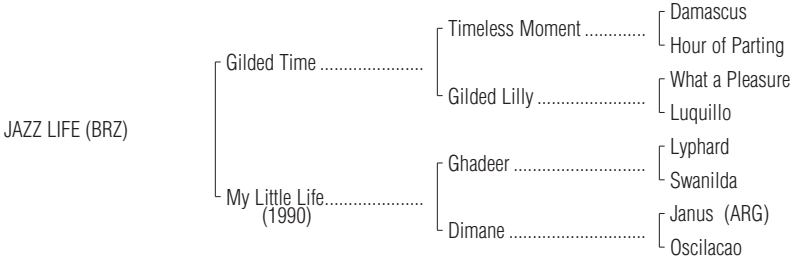 Damascus
Timeless Moment .............
Hour of Parting
Gilded Time ......................
What a Pleasure
Gilded Lilly .......................
Luquillo
JAZZ LIFE (BRZ)
Lyphard
Ghadeer ............................
Swanilda
My Little Life.....................
(1990)
Janus (ARG)
Dimane .............................
Oscilacao